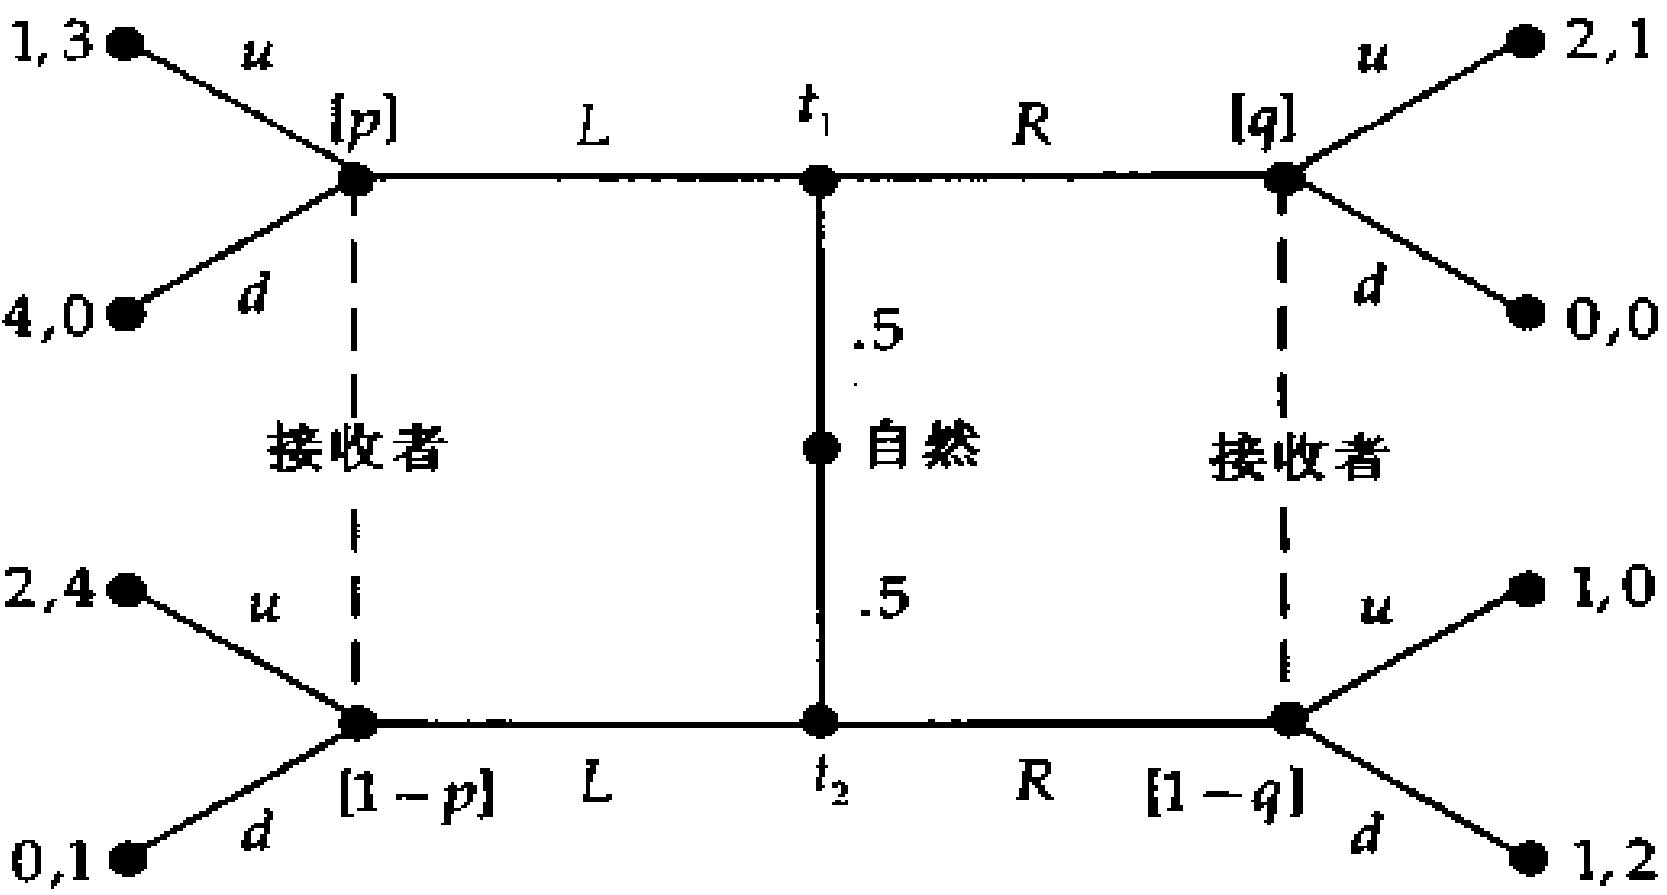 1,3 u [p] L t₁ R [q] u 2,1
4,0 d .5 d 0,0
接收者 自然 接收者
2,4 u .5 u 1,0
0,1 d [1-p] L t₂ R [1-q] d 1,2